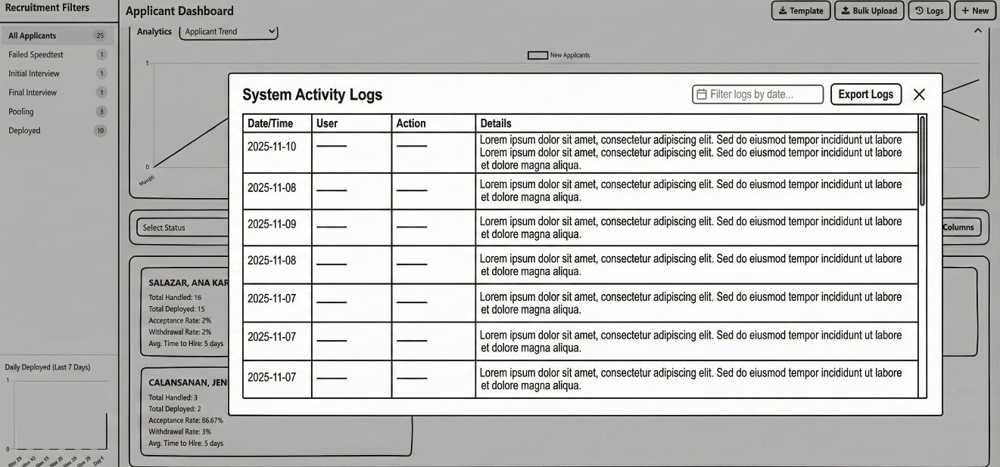 Recruitment Filters
All Applicants 25
Failed Speedtest 1
Initial Interview 1
Final Interview 1
Poofing 3
Deployed 10
Daily Deployed (Last 7 Days)
1
0
Applicant Dashboard
Template
Bulk Upload
Logs
+ New
Analytics
Applicant Trend
New Applicants
1
0
Select Status
Columns
SALAZAR, ANA KAR
Total Handled: 16
Total Deployed: 15
Acceptance Rate: 2%
Withdrawal Rate: 2%
Avg. Time to Hire: 5 days
CALANSANAN, JEN
Total Handled: 3
Total Deployed: 2
Acceptance Rate: 86.67%
Withdrawal Rate: 3%
Avg. Time to Hire: 5 days
System Activity Logs
Filter logs by date...
Export Logs
Date/Time User Action Details
2025-11-10 Lorem ipsum dolor sit amet, consectetur adipiscing elit. Sed do eiusmod tempor incididunt ut labore
Lorem ipsum dolor sit amet, consectetur adipiscing elit. Sed do eiusmod tempor incididunt ut labore
et dolore magna aliqua.
2025-11-08 Lorem ipsum dolor sit amet, consectetur adipiscing elit. Sed do eiusmod tempor incididunt ut labore
et dolore magna aliqua.
2025-11-09 Lorem ipsum dolor sit amet, consectetur adipiscing elit. Sed do eiusmod tempor incididunt ut labore
et dolore magna aliqua.
2025-11-08 Lorem ipsum dolor sit amet, consectetur adipiscing elit. Sed do eiusmod tempor incididunt ut labore
et dolore magna aliqua.
2025-11-07 Lorem ipsum dolor sit amet, consectetur adipiscing elit. Sed do eiusmod tempor incididunt ut labore
et dolore magna aliqua.
2025-11-07 Lorem ipsum dolor sit amet, consectetur adipiscing elit. Sed do eiusmod tempor incididunt ut labore
et dolore magna aliqua.
2025-11-07 Lorem ipsum dolor sit amet, consectetur adipiscing elit. Sed do eiusmod tempor incididunt ut labore
et dolore magna aliqua.